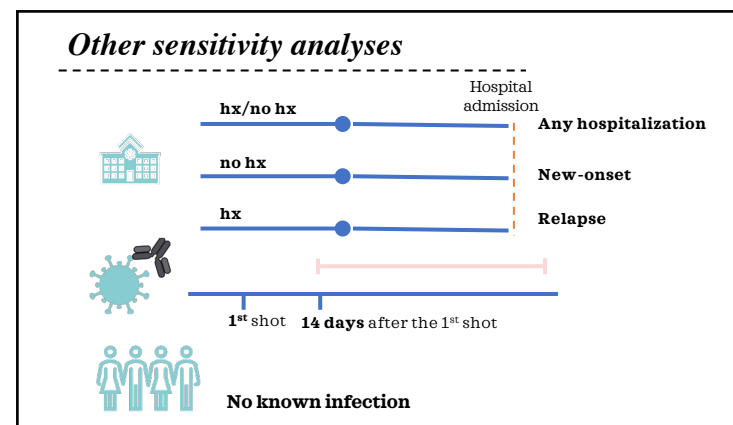 Other sensitivity analyses
Hospital
admission
hx/no hx
Any hospitalization
no hx
New-onset
hx
Relapse
1st shot
14 days after the 1st shot
No known infection